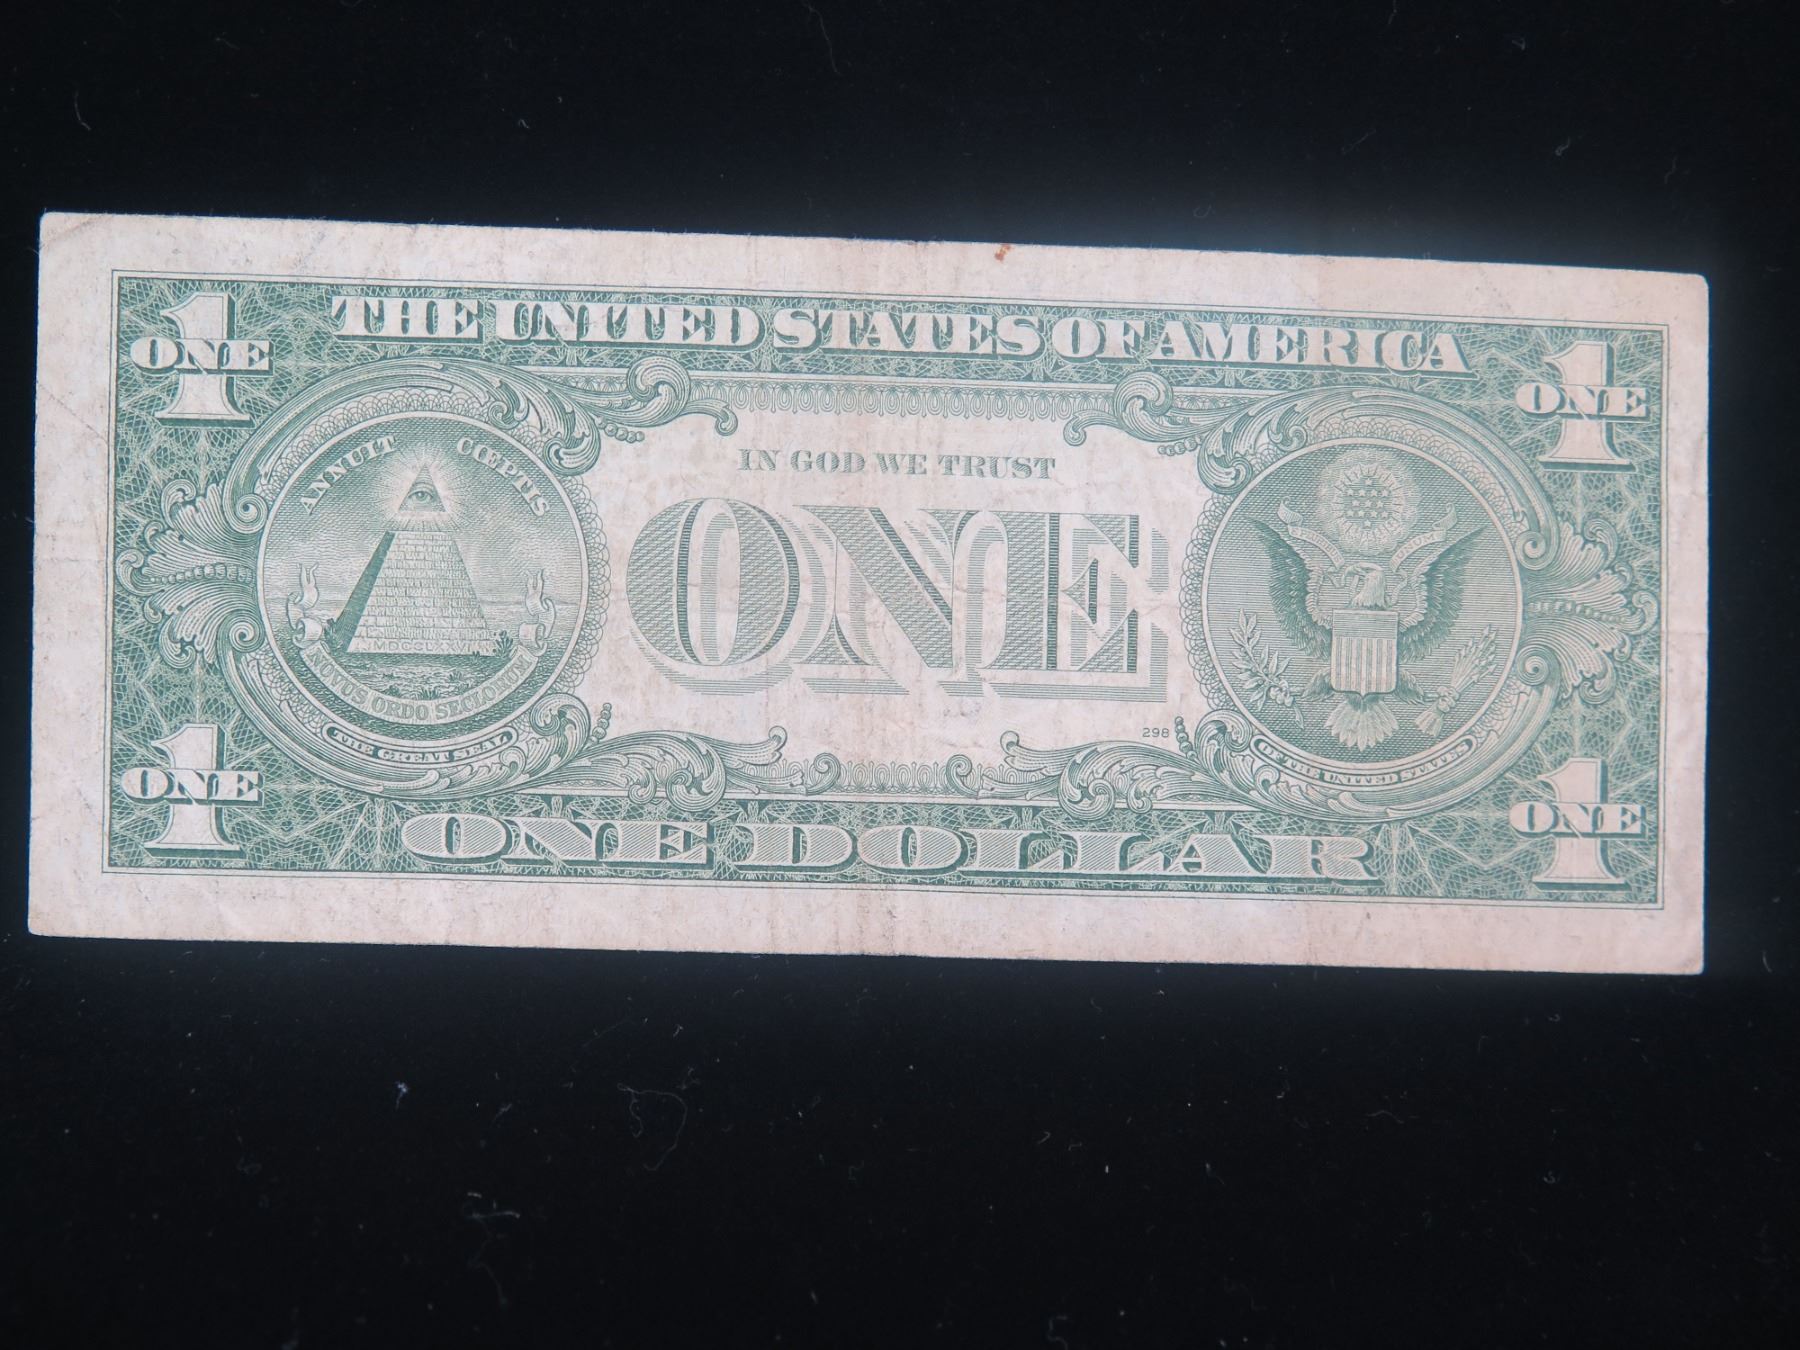 THE UNITED STATES OF AMERICA
1
ONE
1
ONE
ANNUIT CŒPTIS
IN GOD WE TRUST
ONE
MDCCLXXVI
NOVUS ORDO SECLORUM
THE GREAT SEAL
298
OF THE UNITED STATES
1
ONE
1
ONE
ONE DOLLAR